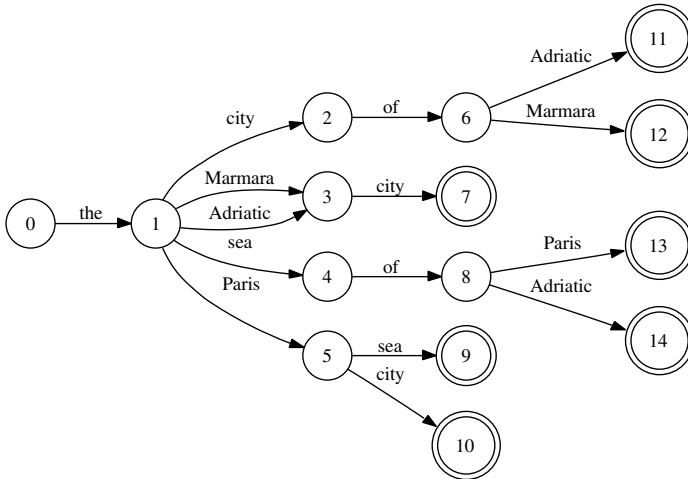 11
Adriatic
city
2
of
6
Marmara
12
Marmara
3
city
7
Adriatic
0
the
1
sea
Paris
13
4
of
8
Paris
Adriatic
14
5
sea
9
city
10